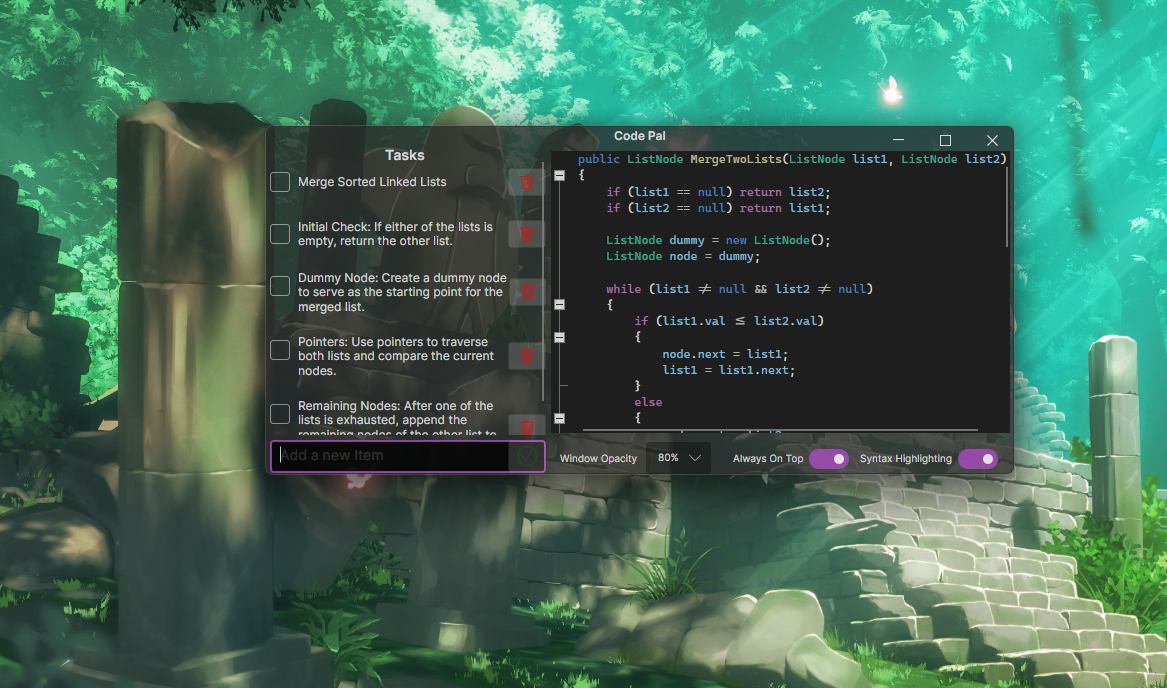 Code Pal
Tasks
Merge Sorted Linked Lists
Initial Check: If either of the lists is
empty, return the other list.
Dummy Node: Create a dummy node
to serve as the starting point for the
merged list.
Pointers: Use pointers to traverse
both lists and compare the current
nodes.
Remaining Nodes: After one of the
lists is exhausted, append the
remaining nodes of the other list to
Add a new Item
public ListNode MergeTwoLists(ListNode list1, ListNode list2)
{
if (list1 == null) return list2;
if (list2 == null) return list1;
ListNode dummy = new ListNode();
ListNode node = dummy;
while (list1 ≠ null && list2 ≠ null)
{
if (list1.val ≤ list2.val)
{
node.next = list1;
list1 = list1.next;
}
else
{
Window Opacity
80%
Always On Top
Syntax Highlighting